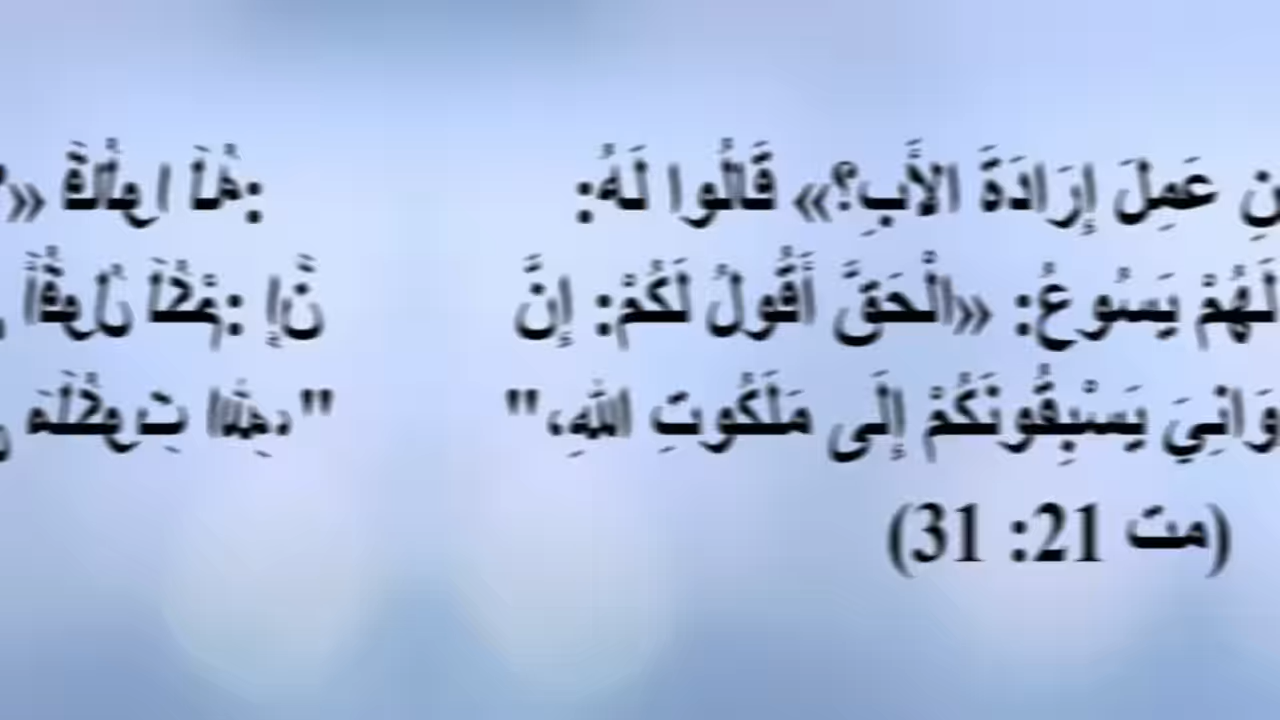 عَمِلَ إِرَادَةَ الأَبِ؟» قَالُوا لَهُ:
لَهُمْ يَسُوعُ: «الْحَقَّ أَقُولُ لَكُمْ: إِنَّ
وَانِيَ يَسْبِقُونَكُمْ إِلَى مَلَكُوتِ اللهِ،"
(مت 21: 31)